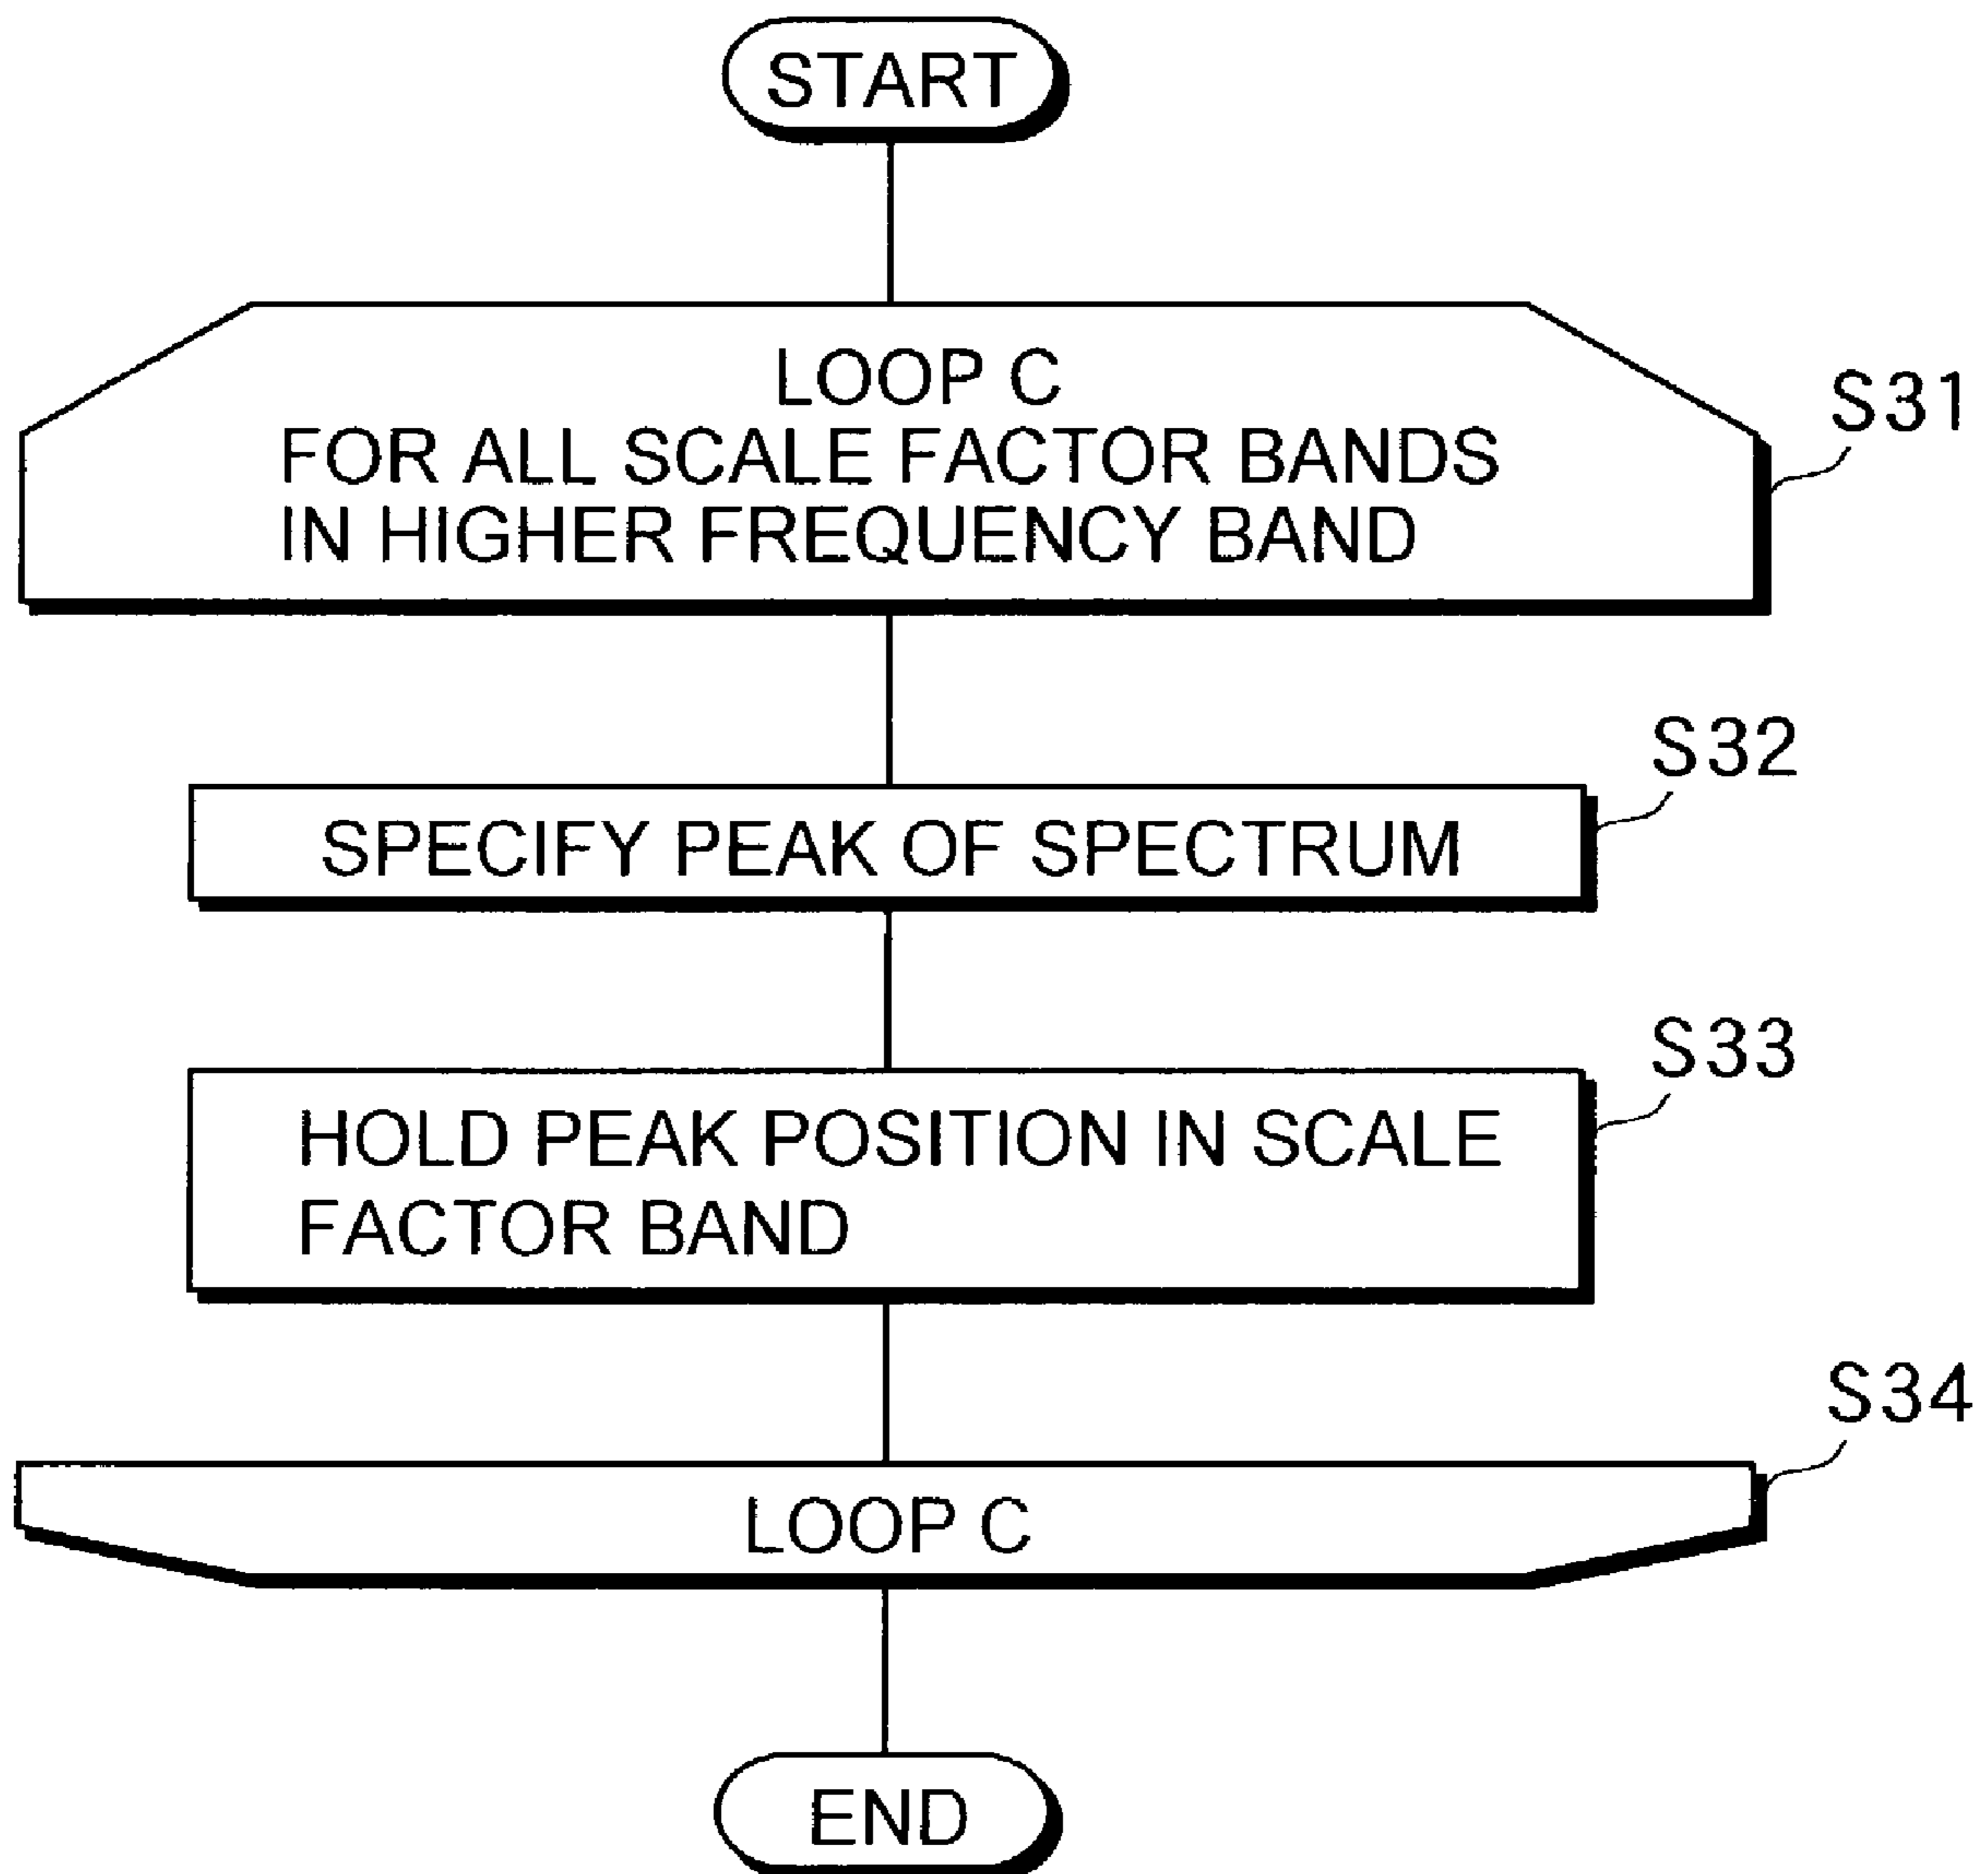 START
LOOP C
FOR ALL SCALE FACTOR BANDS
IN HIGHER FREQUENCY BAND
S31
S32
SPECIFY PEAK OF SPECTRUM
S33
HOLD PEAK POSITION IN SCALE
FACTOR BAND
S34
LOOP C
END